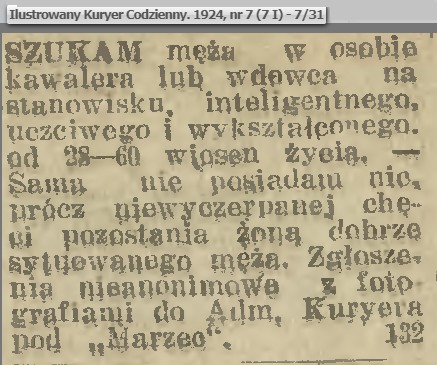 Ilustrowany Kuryer Codzienny. 1924, nr 7 (7 I) - 7/31
SZUKAM męża w osobie
kawalera lub wdowca na
stanowisku, inteligentnego,
uczciwego i wykształconego.
od 38—60 wiosen życia. —
Sama nie posiadam nic,
prócz niewyczerpanej chę-
ci pozostania żoną dobrze
sytuowanego męża. Zgłosze-
nia nieanonimowe z foto-
grafiami do Adm. Kuryera
pod „Marzec“. 132